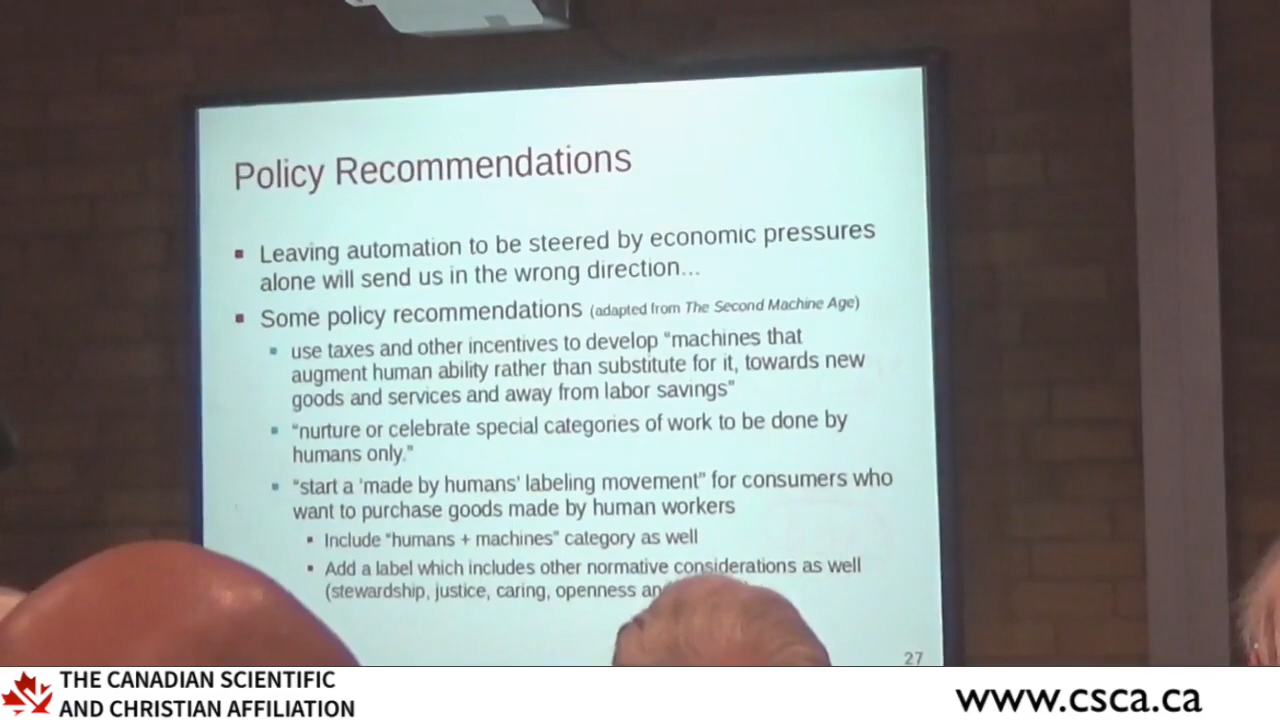 Policy Recommendations
Leaving automation to be steered by economic pressures
alone will send us in the wrong direction...
Some policy recommendations (adapted from The Second Machine Age)
use taxes and other incentives to develop “machines that
augment human ability rather than substitute for it, towards new
goods and services and away from labor savings”
“nurture or celebrate special categories of work to be done by
humans only.”
“start a 'made by humans' labeling movement” for consumers who
want to purchase goods made by human workers
Include “humans + machines” category as well
Add a label which includes other normative considerations as well
(stewardship, justice, caring, openness
27
THE CANADIAN SCIENTIFIC
AND CHRISTIAN AFFILIATION
www.csca.ca